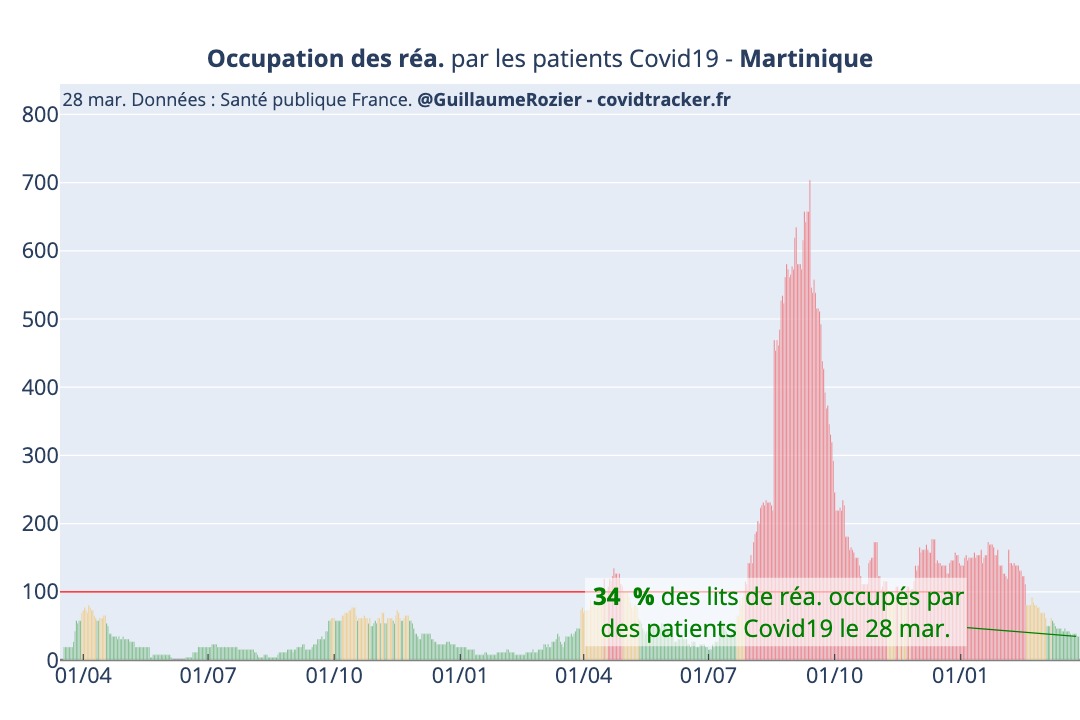 Occupation des réa. par les patients Covid19 - Martinique
28 mar. Données : Santé publique France. @GuillaumeRozier - covidtracker.fr
800
700
600
500
400
300
200
100
0
34 % des lits de réa. occupés par
des patients Covid19 le 28 mar.
01/04 01/07 01/10 01/01 01/04 01/07 01/10 01/01